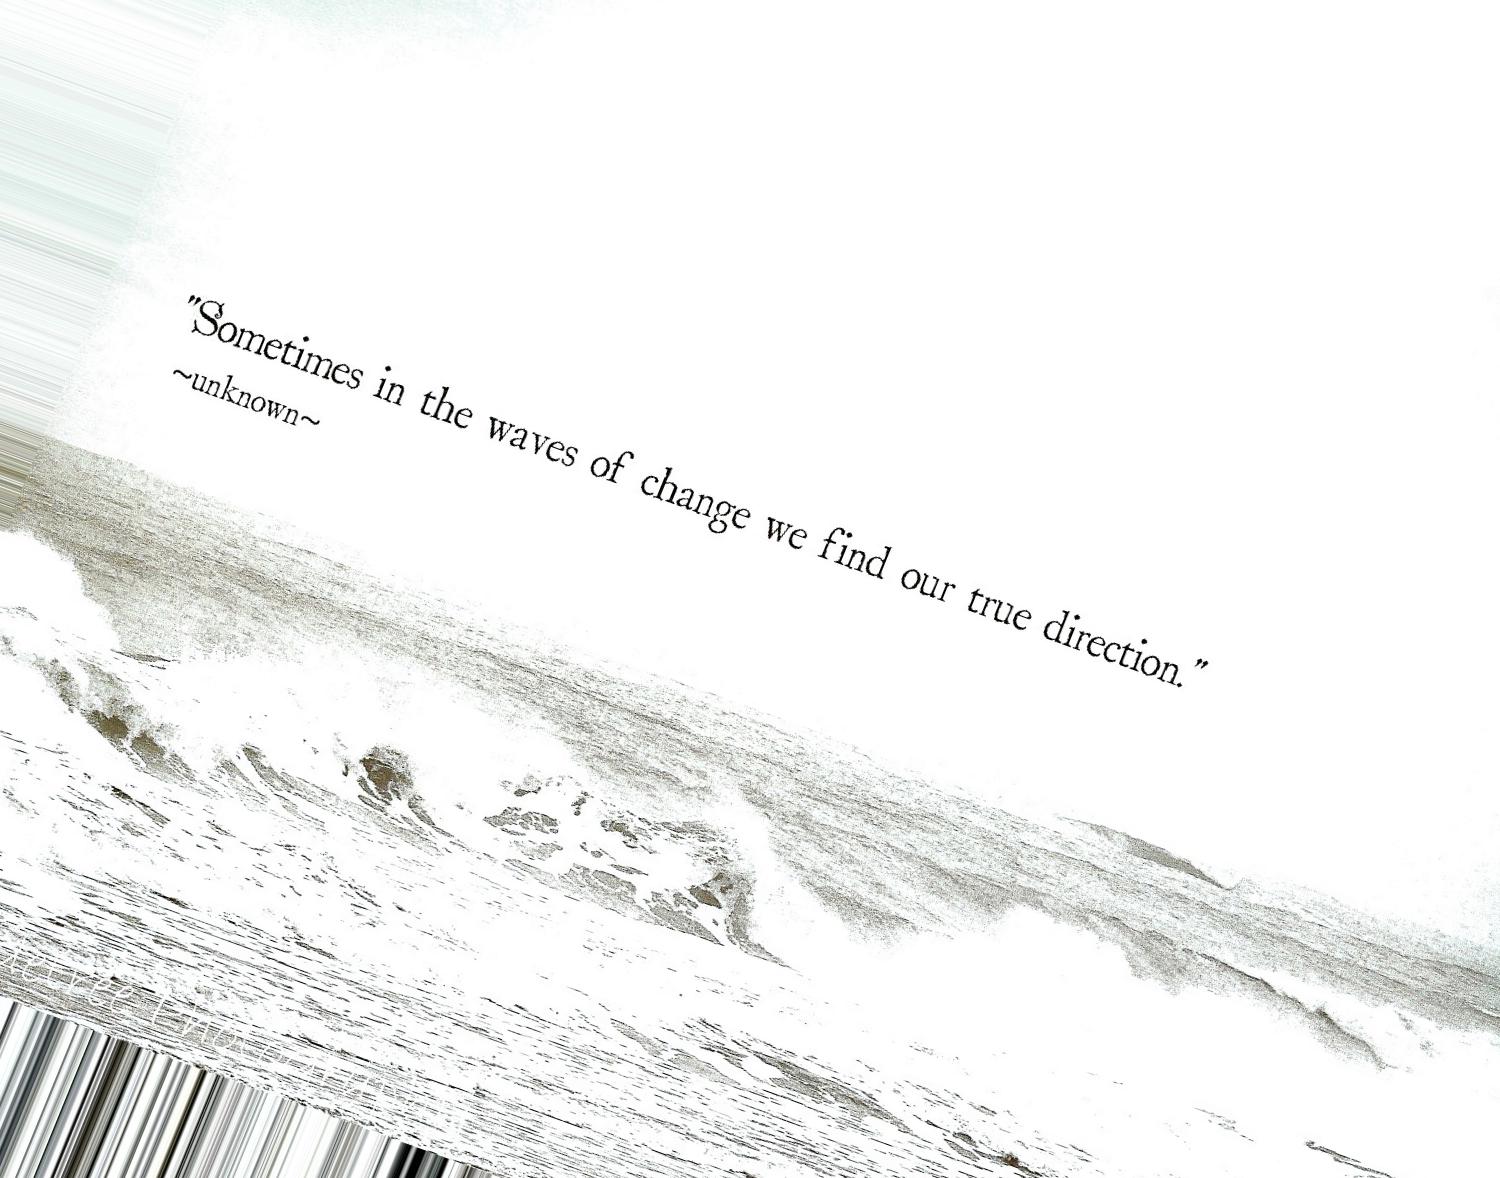 "Sometimes in the waves of change we find our true direction."
~unknown~